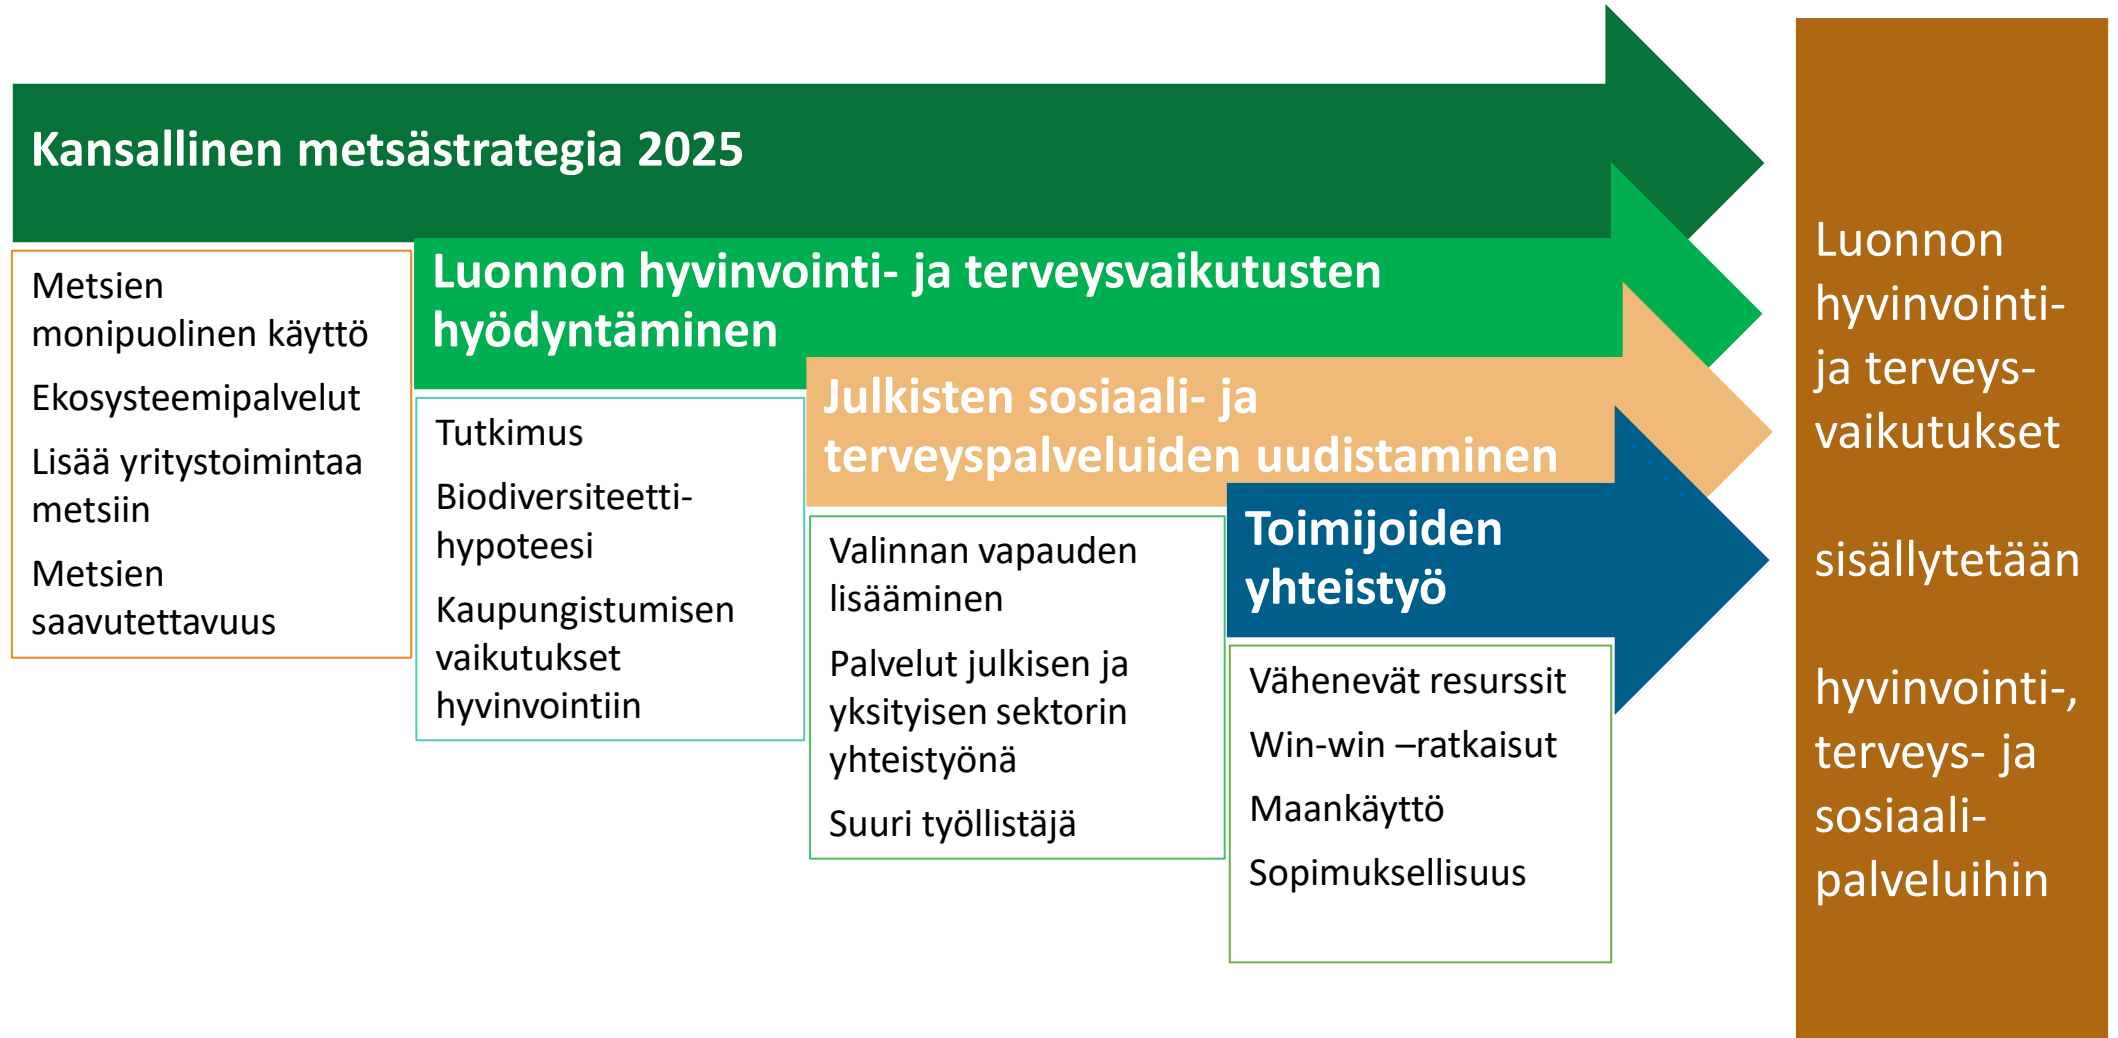 Kansallinen metsästrategia 2025
Metsien
monipuolinen käyttö
Ekosysteemipalvelut
Lisää yritystoimintaa
metsiin
Metsien
saavutettavuus
Luonnon hyvinvointi- ja terveysvaikutusten
hyödyntäminen
Tutkimus
Biodiversiteetti-
hypoteesi
Kaupungistumisen
vaikutukset
hyvinvointiin
Julkisten sosiaali- ja
terveyspalveluiden uudistaminen
Valinnan vapauden
lisääminen
Palvelut julkisen ja
yksityisen sektorin
yhteistyönä
Suuri työllistäjä
Toimijoiden
yhteistyö
Vähenevät resurssit
Win-win –ratkaisut
Maankäyttö
Sopimuksellisuus
Luonnon
hyvinvointi-
ja terveys-
vaikutukset
sisällytetään
hyvinvointi-,
terveys- ja
sosiaali-
palveluihin